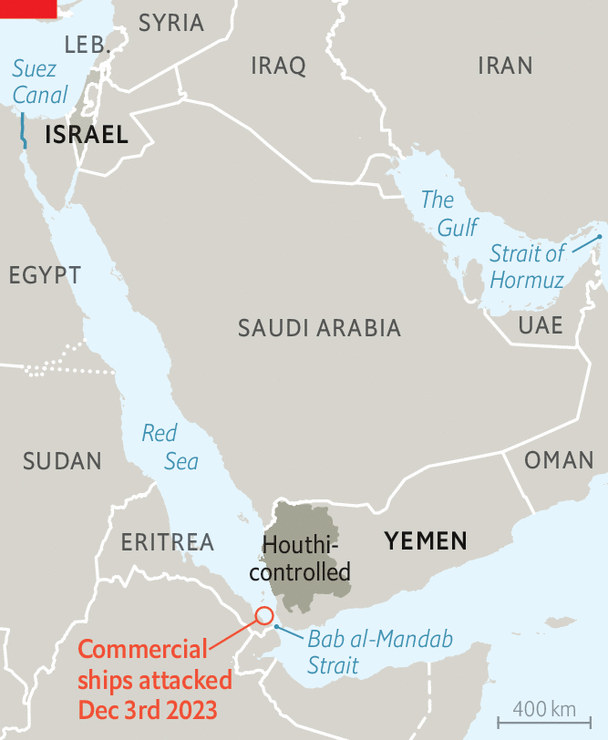 SYRIA
LEB.
Suez
Canal
IRAQ
IRAN
ISRAEL
The
Gulf
Strait of
Hormuz
EGYPT
SAUDI ARABIA
UAE
Red
Sea
SUDAN
OMAN
ERITREA
Houthi-
controlled
YEMEN
Bab al-Mandab
Strait
Commercial
ships attacked
Dec 3rd 2023
400 km